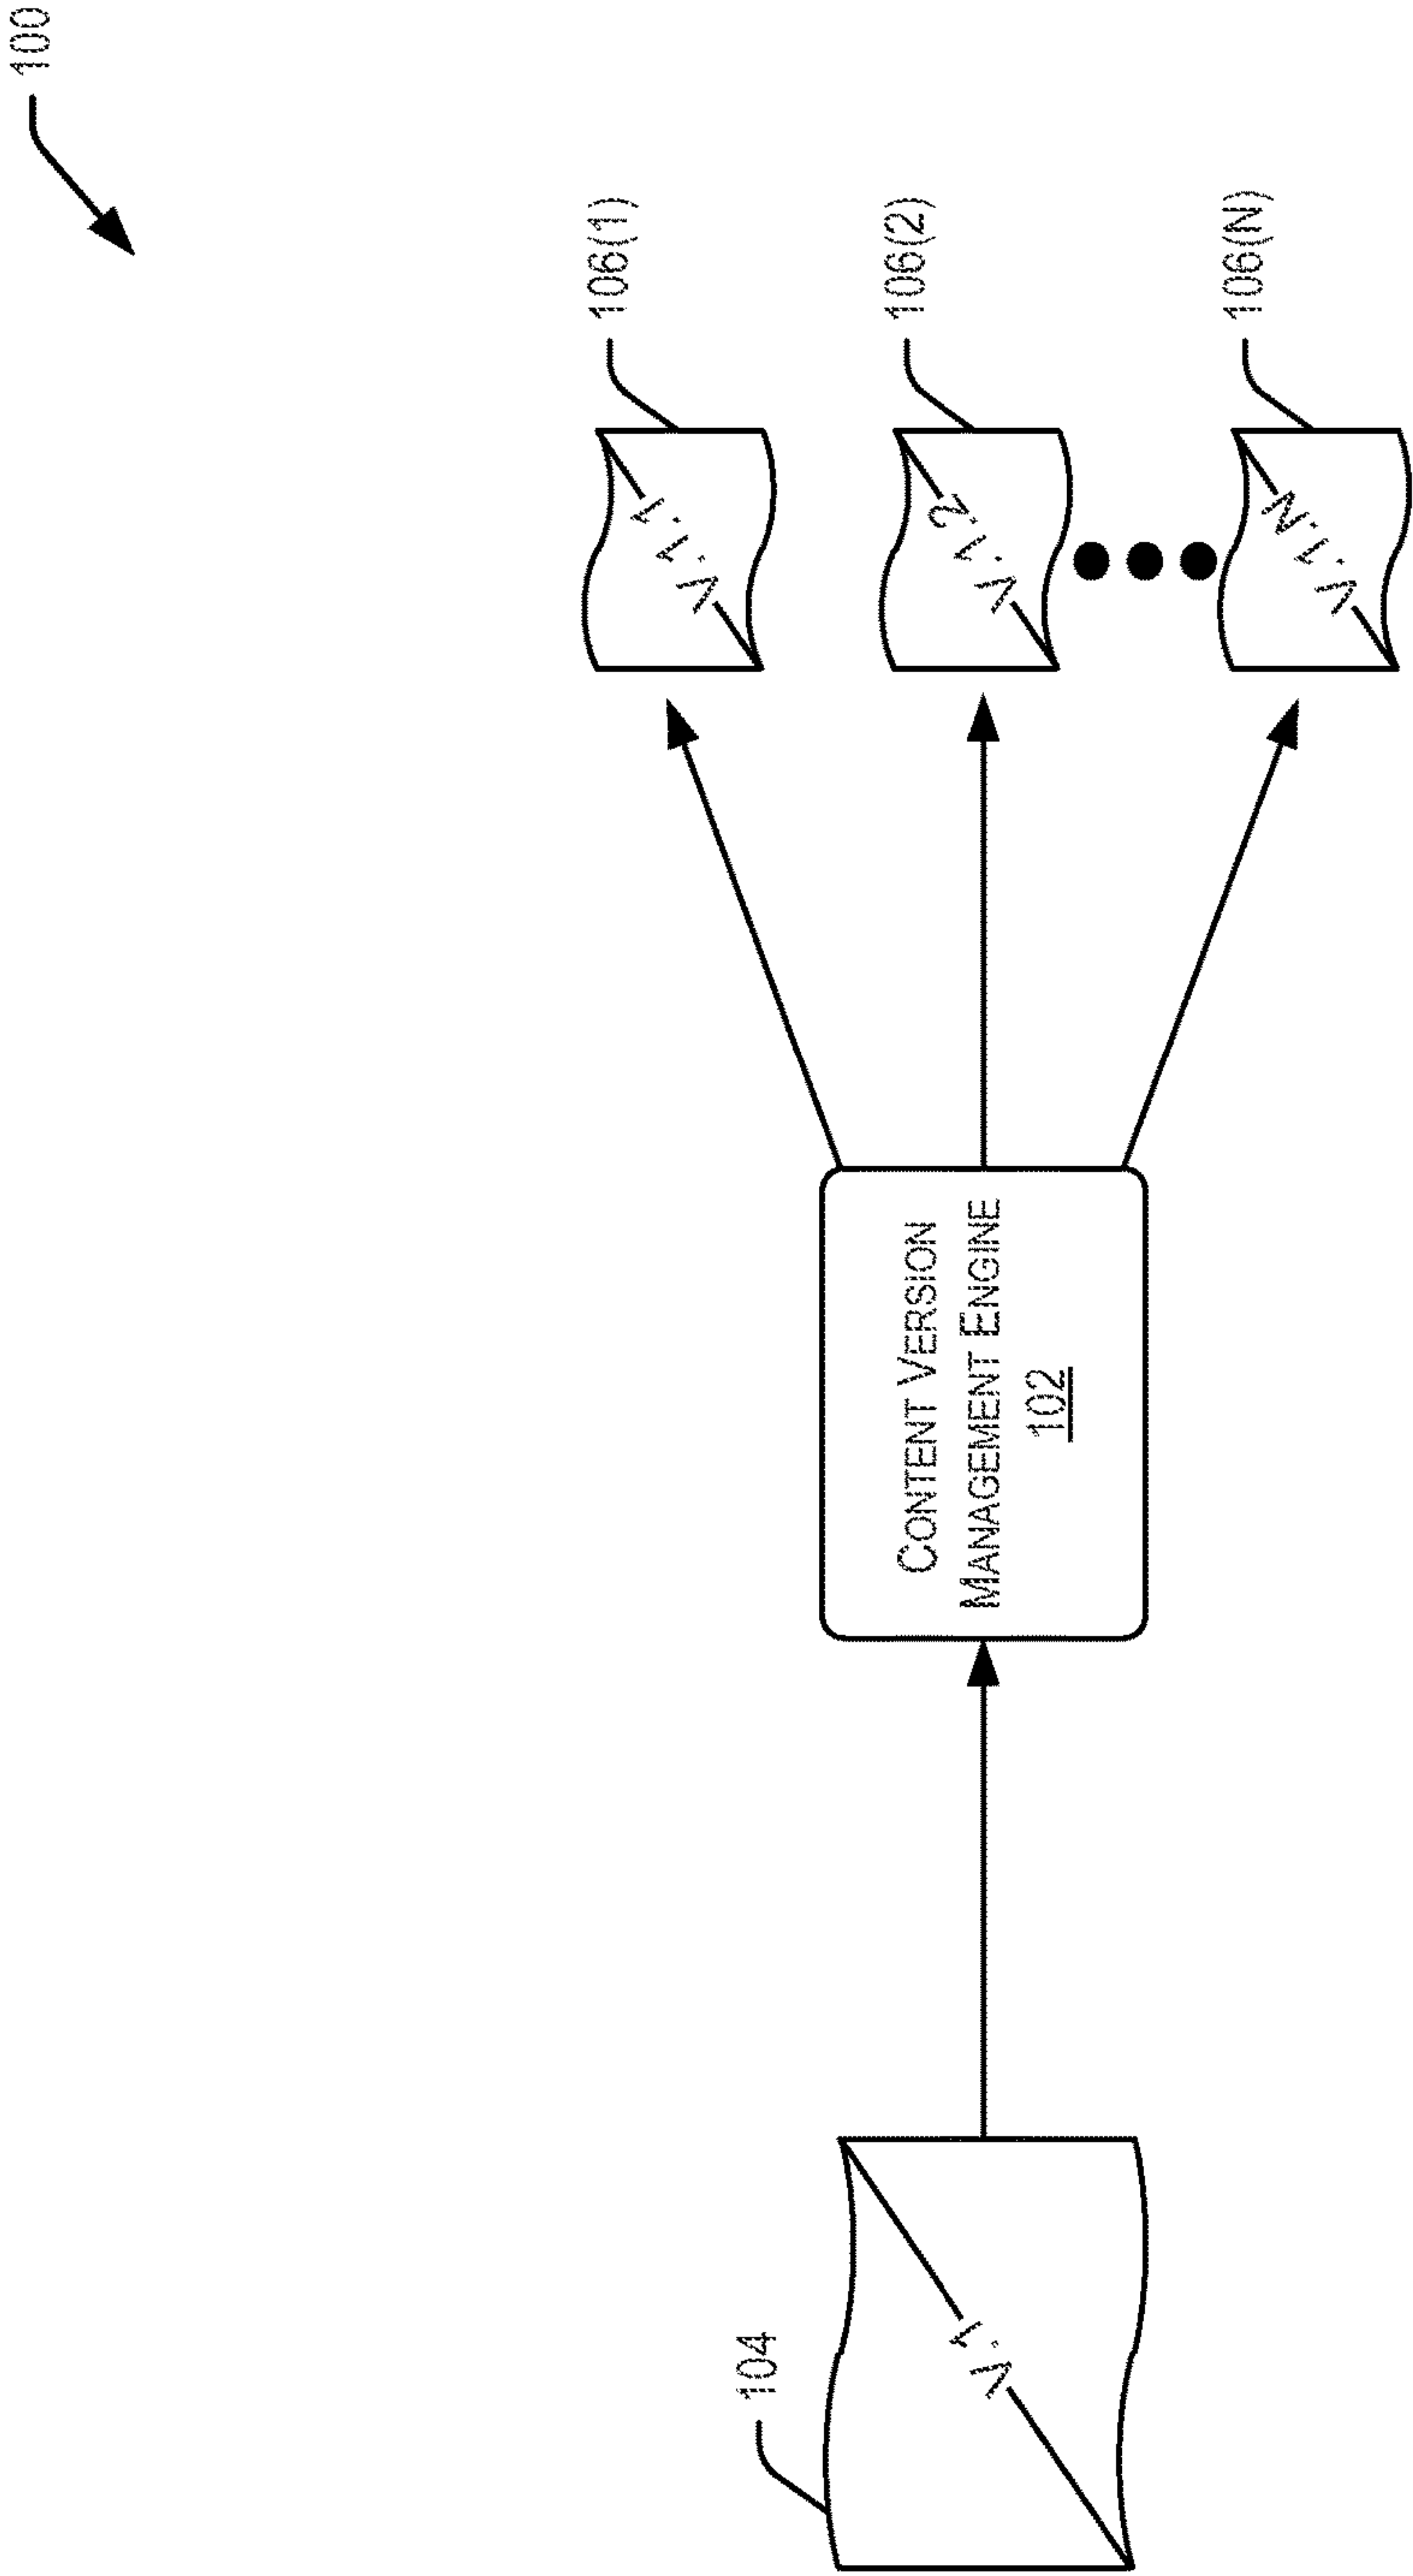 100
104
V.1
CONTENT VERSION
MANAGEMENT ENGINE
102
V.1.1
106(1)
V.1.2
106(2)
V.1.N
106(N)